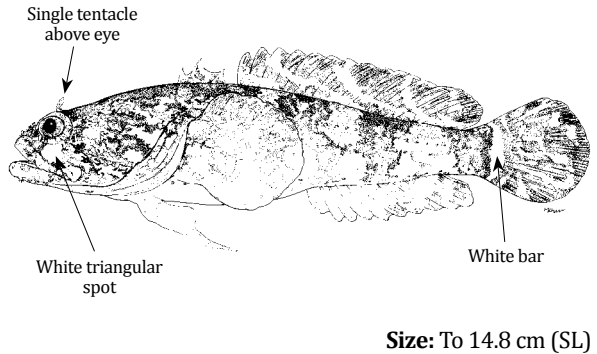 Single tentacle
above eye
White triangular
spot
White bar
Size: To 14.8 cm (SL)